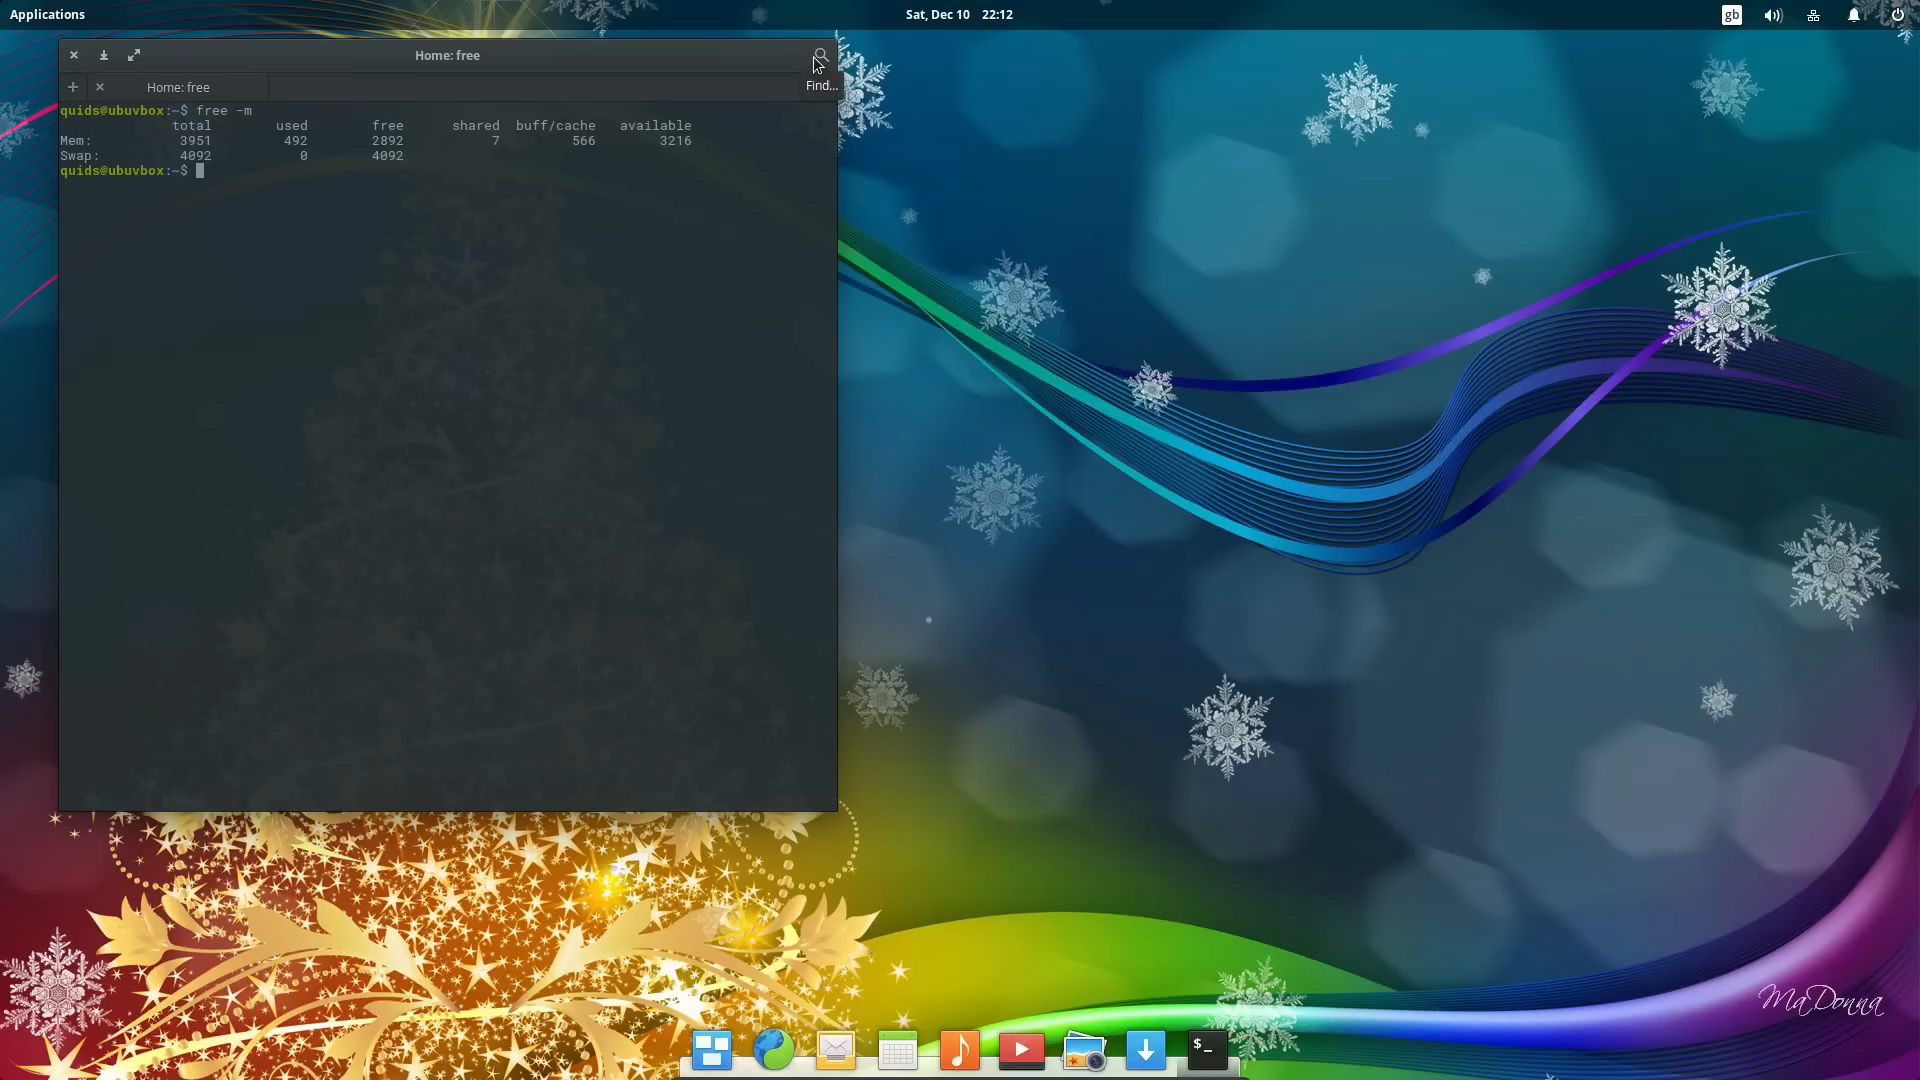 Applications
Sat, Dec 10 22:12
gb
Home: free
Home: free
Find...
quids@ubuvbox:~$ free -m
total used free shared buff/cache available
Mem: 3951 492 2892 7 566 3216
Swap: 4092 0 4092
quids@ubuvbox:~$
MaDonna
$_